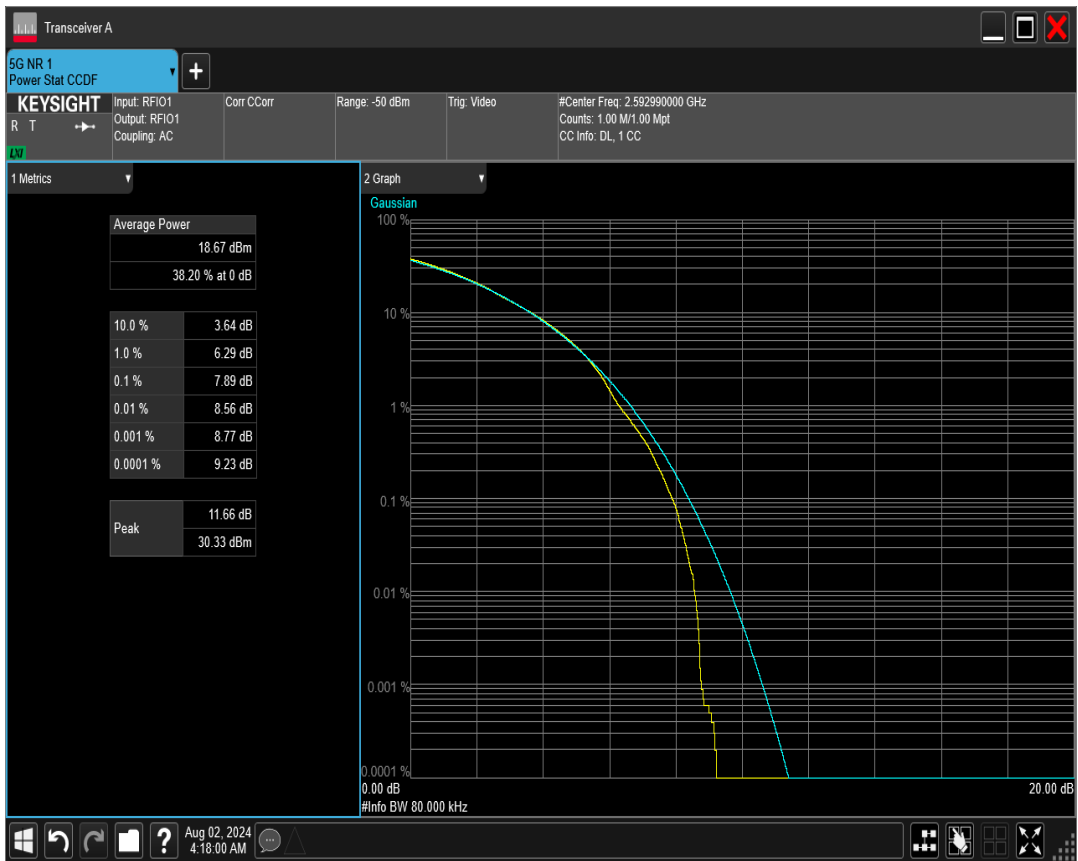 Transceiver A
5G NR 1
Power Stat CCDF
KEYSIGHT
R T
LXI
Input: RFIO1
Output: RFIO1
Coupling: AC
Corr CCorr
Range: -50 dBm
Trig: Video
#Center Freq: 2.592990000 GHz
Counts: 1.00 M/1.00 Mpt
CC Info: DL, 1 CC
1 Metrics
Average Power
18.67 dBm
38.20 % at 0 dB
10.0 % 3.64 dB
1.0 % 6.29 dB
0.1 % 7.89 dB
0.01 % 8.56 dB
0.001 % 8.77 dB
0.0001 % 9.23 dB
Peak
11.66 dB
30.33 dBm
2 Graph
Gaussian
100 %
10 %
1 %
0.1 %
0.01 %
0.001 %
0.0001 %
0.00 dB 20.00 dB
#Info BW 80.000 kHz
Aug 02, 2024
4:18:00 AM